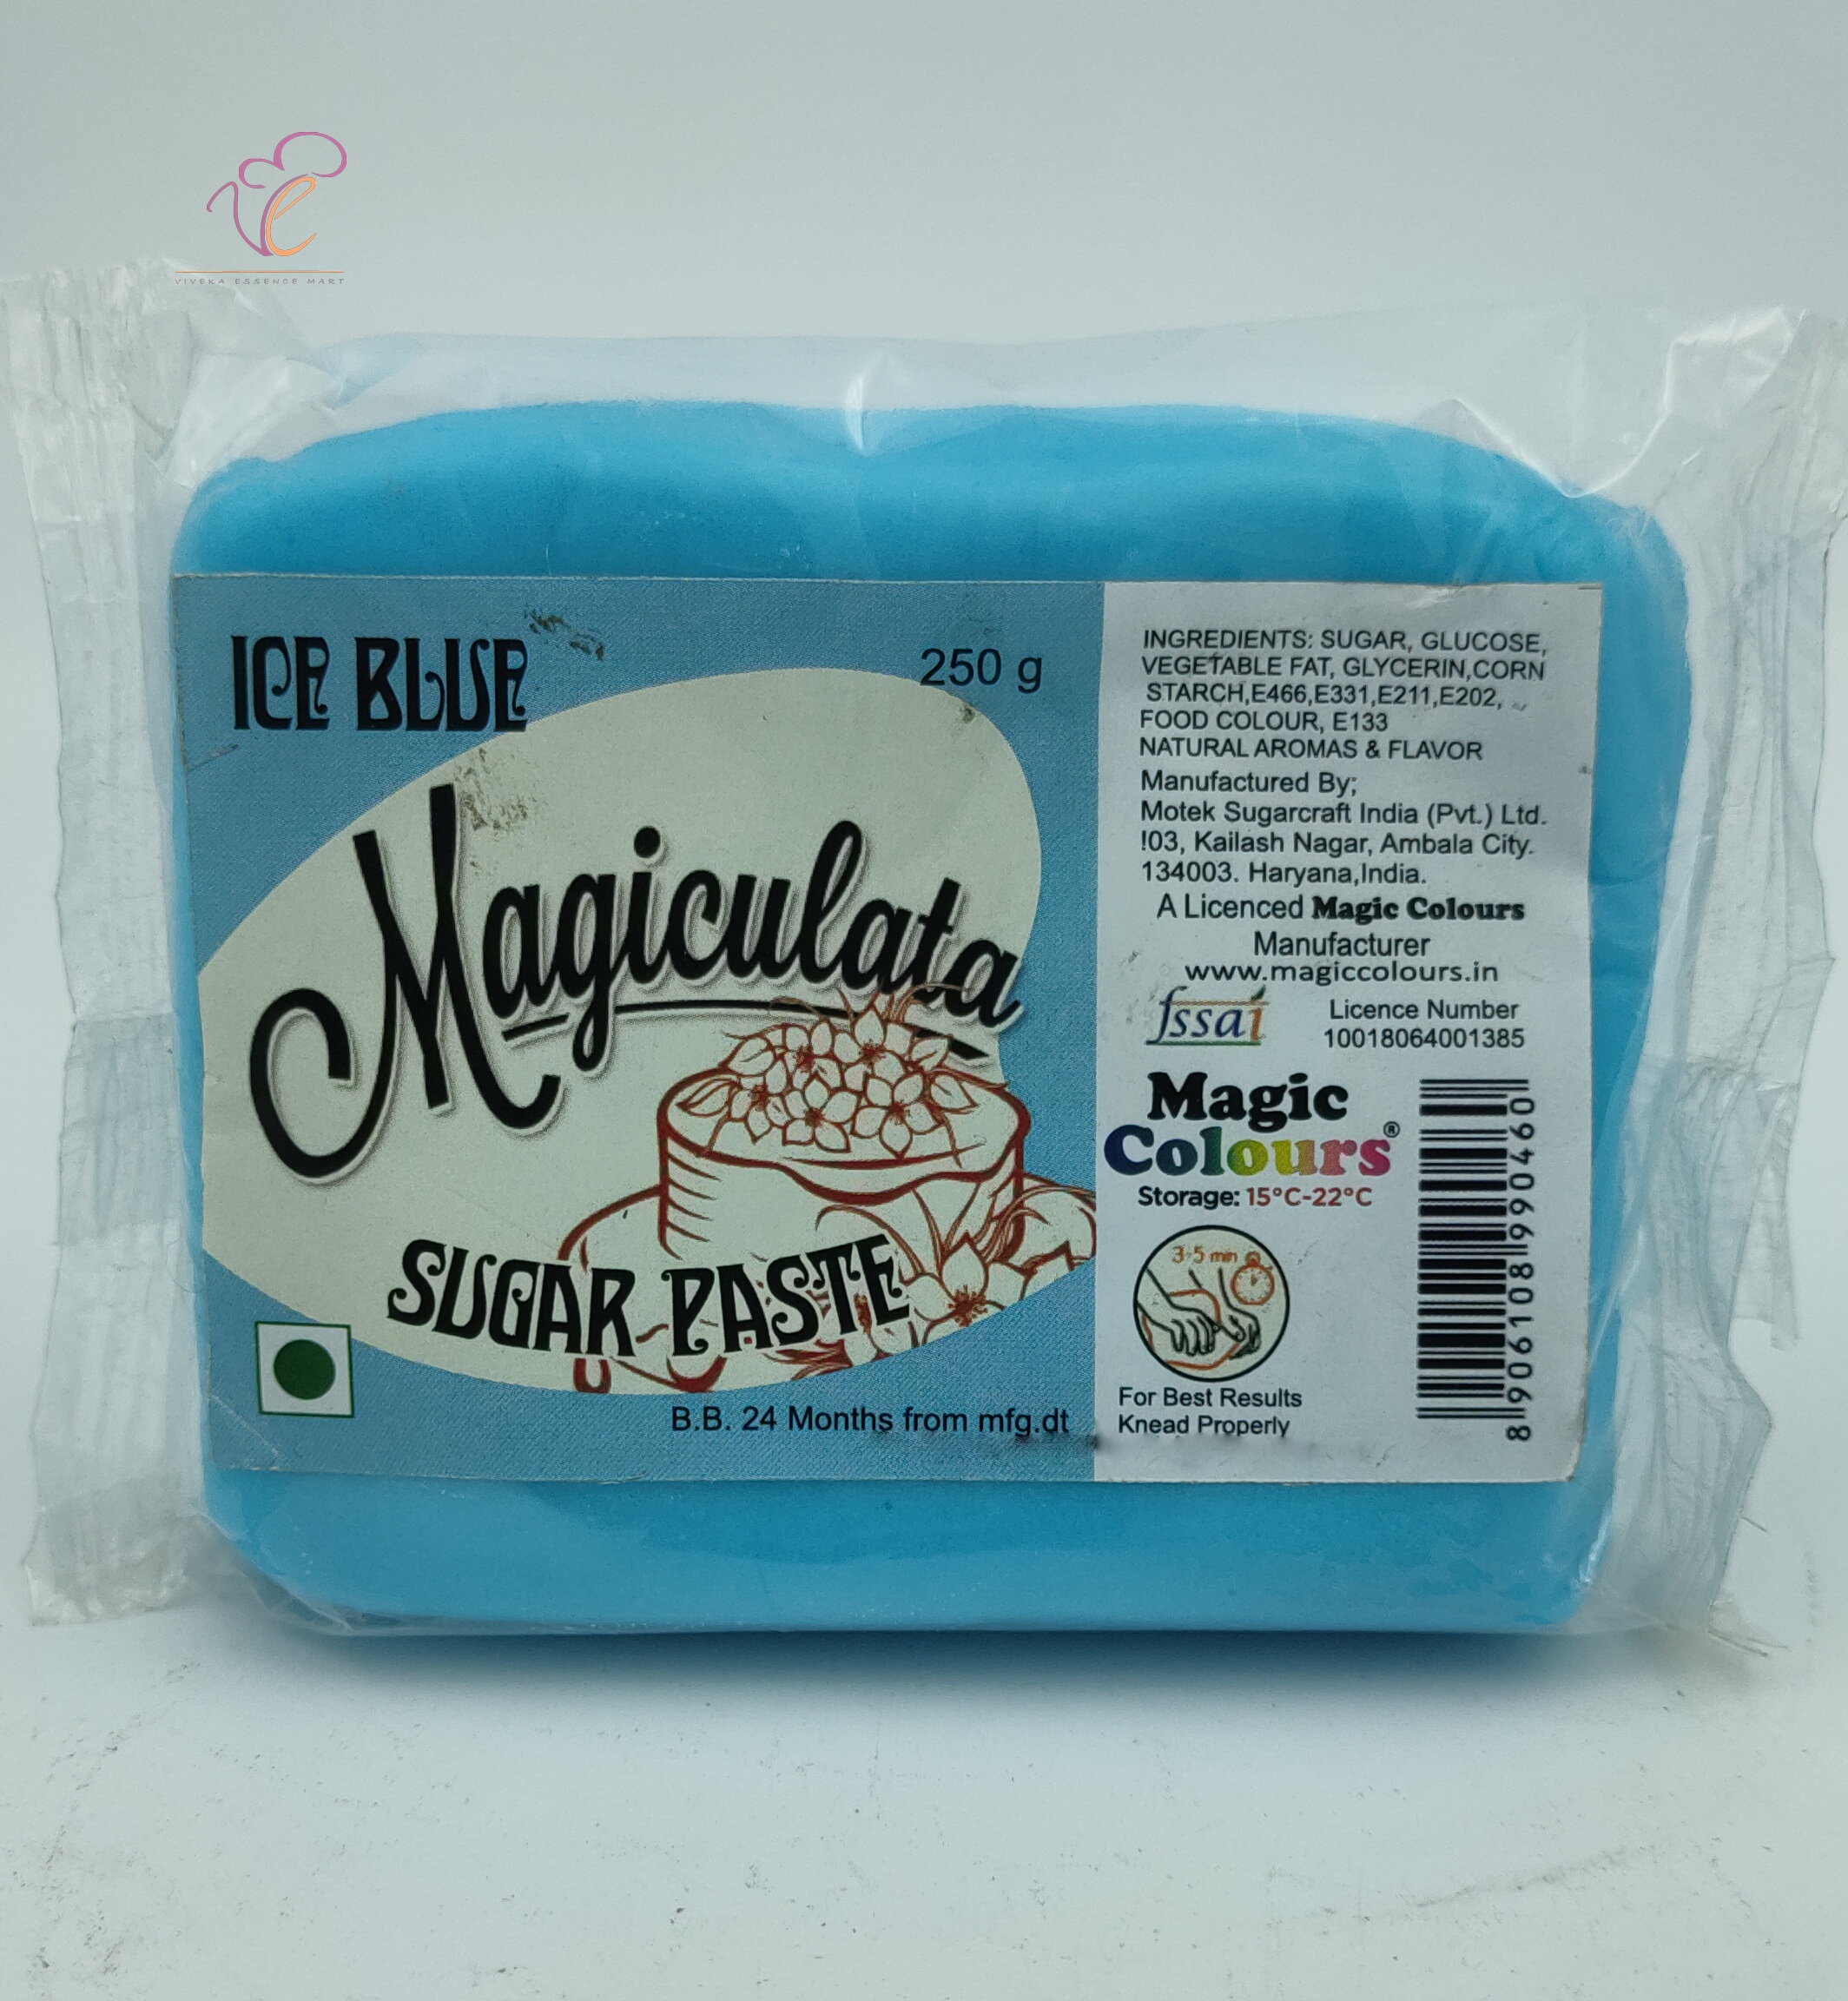 VIVEKA ESSENCE MART
ICE BLUE
250 g
Magiculata
SUGAR PASTE
B.B. 24 Months from mfg.dt
INGREDIENTS: SUGAR, GLUCOSE,
VEGETABLE FAT, GLYCERIN,CORN
STARCH,E466,E331,E211,E202,
FOOD COLOUR, E133
NATURAL AROMAS & FLAVOR
Manufactured By;
Motek Sugarcraft India (Pvt.) Ltd.
!03, Kailash Nagar, Ambala City.
134003. Haryana,India.
A Licenced Magic Colours
Manufacturer
www.magiccolours.in
fssai
Licence Number
10018064001385
Magic
Colours®
Storage: 15°C-22°C
3-5 min
For Best Results
Knead Properly
8906108990460